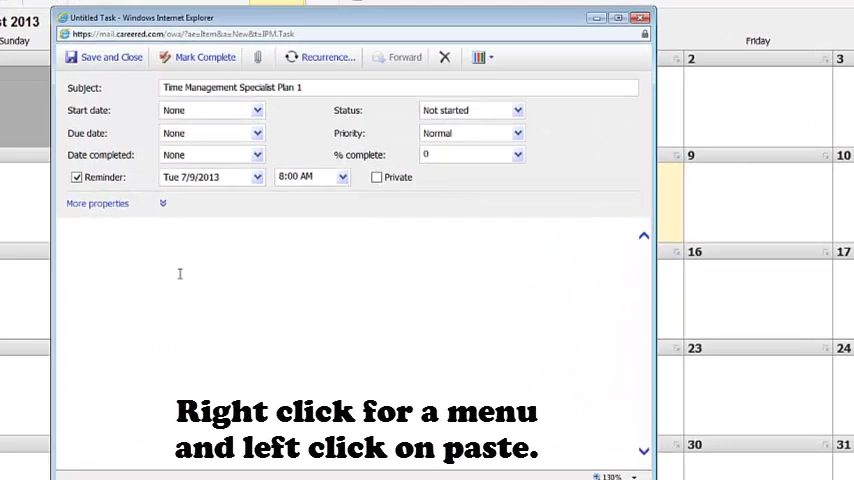 st 2013
Sunday
Untitled Task - Windows Internet Explorer
https://mail.careered.com/owa/?ae=Item&a=New&t=IPM.Task
Save and Close Mark Complete Recurrence... Forward
Subject: Time Management Specialist Plan 1
Start date: None Status: Not started
Due date: None Priority: Normal
Date completed: None % complete: 0
Reminder: Tue 7/9/2013 8:00 AM Private
More properties
Right click for a menu
and left click on paste.
130%
Friday
2 3
9 10
16 17
23 24
30 31